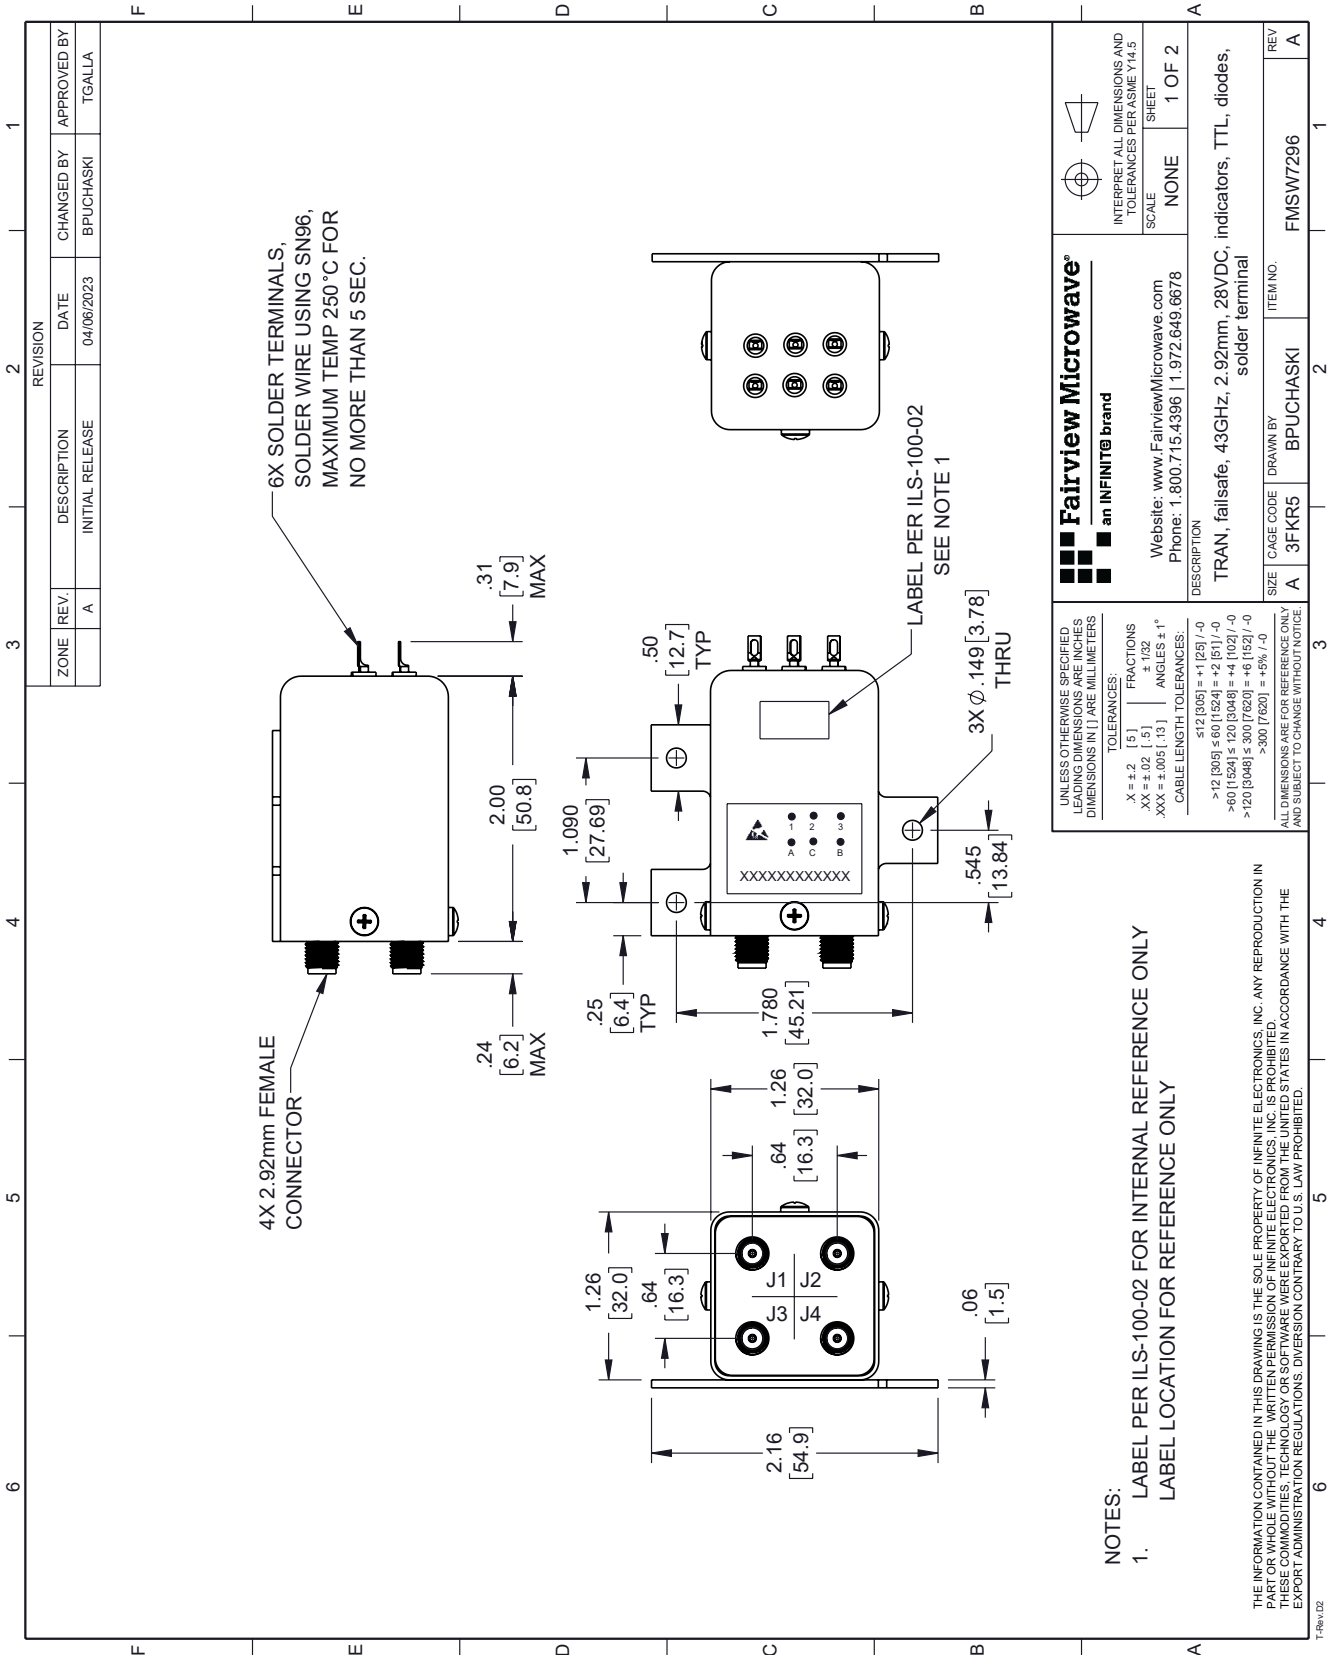 6 5 4 3 2 1
F
E
D
C
B
A
REVISION
ZONE REV. DESCRIPTION DATE CHANGED BY APPROVED BY
A INITIAL RELEASE 04/06/2023 BPUCHASKI TGALLA
4X 2.92mm FEMALE
CONNECTOR
6X SOLDER TERMINALS,
SOLDER WIRE USING SN96,
MAXIMUM TEMP 250 °C FOR
NO MORE THAN 5 SEC.
.24
[6.2]
MAX
2.00
[50.8]
.31
[7.9]
MAX
1.090
[27.69]
.25
[6.4]
TYP
.50
[12.7]
TYP
1.26
[32.0]
.64
[16.3]
2.16
[54.9]
J1 J2
J3 J4
.64
[16.3]
1.26
[32.0]
1.780
[45.21]
.06
[1.5]
XXXXXXXXXXXX
A C B
1 2 3
.545
[13.84]
3X Ø .149 [3.78]
THRU
LABEL PER ILS-100-02
SEE NOTE 1
NOTES:
1. LABEL PER ILS-100-02 FOR INTERNAL REFERENCE ONLY
LABEL LOCATION FOR REFERENCE ONLY
UNLESS OTHERWISE SPECIFIED
LEADING DIMENSIONS ARE INCHES
DIMENSIONS IN [ ] ARE MILLIMETERS
TOLERANCES:
.X = ±.2 [5] FRACTIONS
.XX = ±.02 [.5] ± 1/32
.XXX = ±.005 [.13] ANGLES ± 1°
CABLE LENGTH TOLERANCES:
≤12 [305] = +1 [25] / -0
>12 [305] ≤ 60 [1524] = +2 [51] / -0
>60 [1524] ≤ 120 [3048] = +4 [102] / -0
>120 [3048] ≤ 300 [7620] = +6 [152] / -0
>300 [7620] = +5% / -0
ALL DIMENSIONS ARE FOR REFERENCE ONLY
AND SUBJECT TO CHANGE WITHOUT NOTICE.
Fairview Microwave®
an INFINITE brand
Website: www.FairviewMicrowave.com
Phone: 1.800.715.4396 | 1.972.649.6678
INTERPRET ALL DIMENSIONS AND
TOLERANCES PER ASME Y14.5
SCALE
NONE
SHEET
1 OF 2
DESCRIPTION
TRAN, failsafe, 43GHz, 2.92mm, 28VDC, indicators, TTL, diodes,
solder terminal
SIZE
A
CAGE CODE
3FKR5
DRAWN BY
BPUCHASKI
ITEM NO.
FMSW7296
REV
A
THE INFORMATION CONTAINED IN THIS DRAWING IS THE SOLE PROPERTY OF INFINITE ELECTRONICS, INC. ANY REPRODUCTION IN
PART OR WHOLE WITHOUT THE WRITTEN PERMISSION OF INFINITE ELECTRONICS, INC. IS PROHIBITED.
THESE COMMODITIES, TECHNOLOGY OR SOFTWARE WERE EXPORTED FROM THE UNITED STATES IN ACCORDANCE WITH THE
EXPORT ADMINISTRATION REGULATIONS. DIVERSION CONTRARY TO U.S. LAW PROHIBITED.
F
E
D
C
B
A
6 5 4 3 2 1
T-Rev.D2